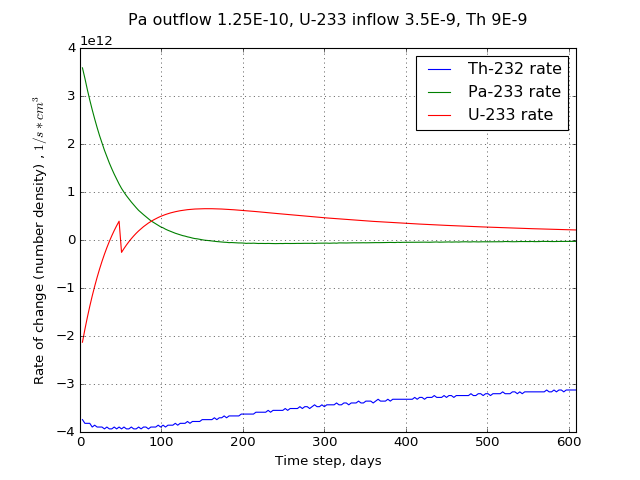 Pa outflow 1.25E-10, U-233 inflow 3.5E-9, Th 9E-9
1e12
4
3
2
1
0
−1
−2
−3
−4
0 100 200 300 400 500 600
Time step, days
Rate of change (number density) , 1/s * cm³
Th-232 rate
Pa-233 rate
U-233 rate